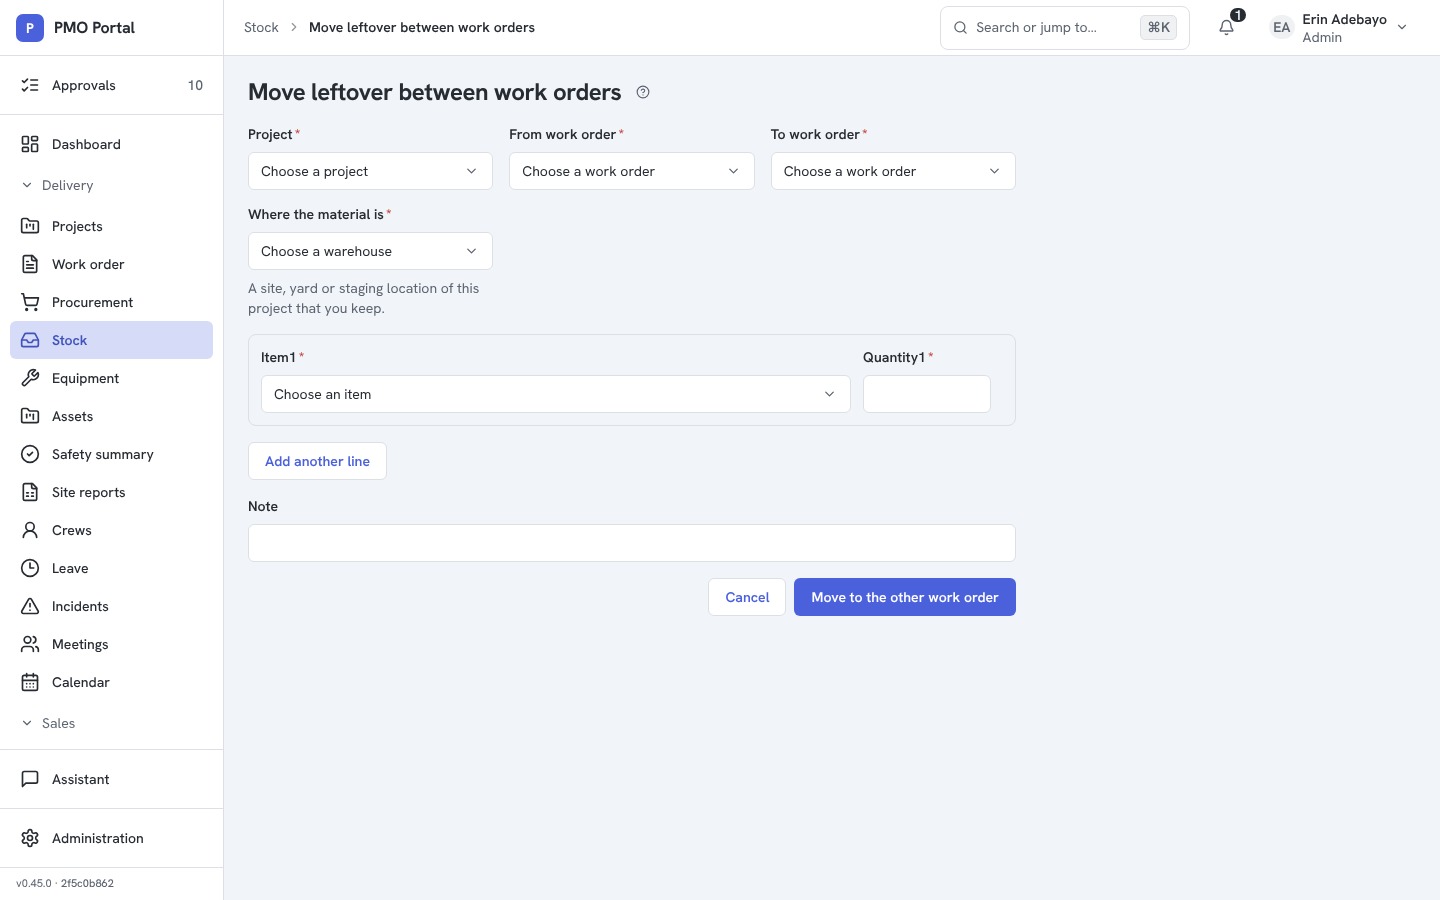 P PMO Portal
Stock > Move leftover between work orders
Search or jump to... ⌘K
1
EA Erin Adebayo
Admin
Approvals 10
Dashboard
Delivery
Projects
Work order
Procurement
Stock
Equipment
Assets
Safety summary
Site reports
Crews
Leave
Incidents
Meetings
Calendar
Sales
Assistant
Administration
v0.45.0 · 2f5c0b862
Move leftover between work orders
Project * From work order * To work order *
Choose a project Choose a work order Choose a work order
Where the material is *
Choose a warehouse
A site, yard or staging location of this
project that you keep.
Item1 * Quantity1 *
Choose an item
Add another line
Note
Cancel Move to the other work order